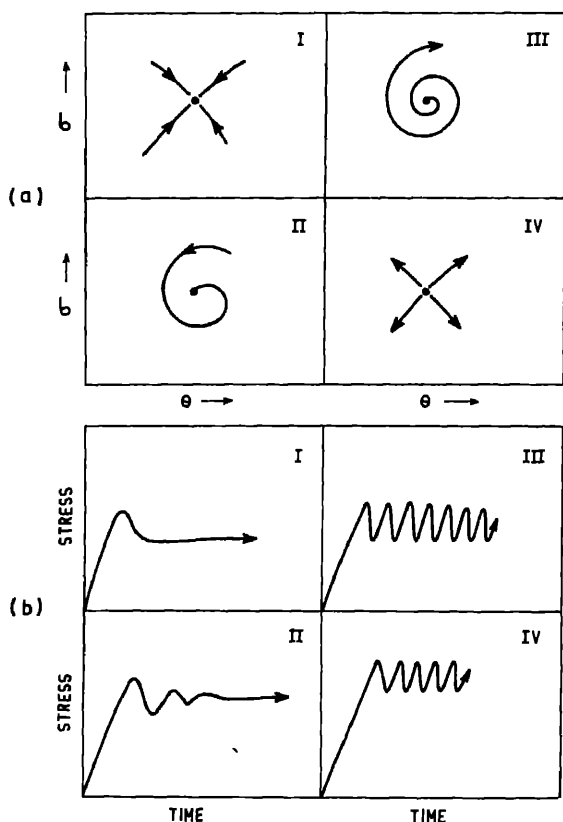 I
III
σ →
(a)
II
IV
σ →
θ →
θ →
I
III
STRESS
(b)
II
IV
STRESS
TIME
TIME